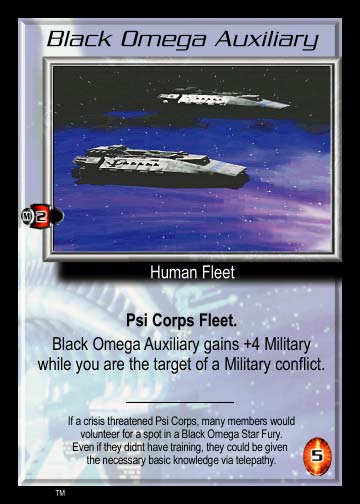 Black Omega Auxiliary
M 2
Human Fleet
Psi Corps Fleet.
Black Omega Auxiliary gains +4 Military
while you are the target of a Military conflict.
If a crisis threatened Psi Corps, many members would
volunteer for a spot in a Black Omega Star Fury.
Even if they didnt have training, they could be given
the necessary basic knowledge via telepathy.
5
TM